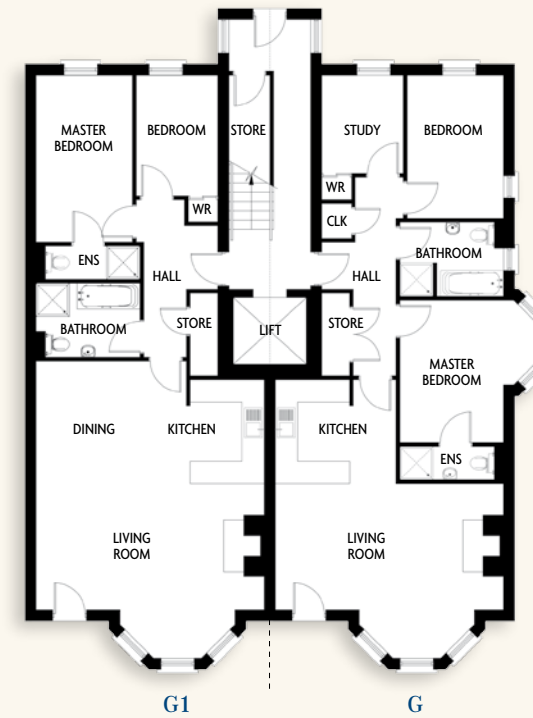 MASTER
BEDROOM
BEDROOM
STORE
STUDY
BEDROOM
WR
WR
CLK
ENS
HALL
HALL
BATHROOM
BATHROOM
STORE
LIFT
STORE
MASTER
BEDROOM
DINING
KITCHEN
KITCHEN
ENS
LIVING
ROOM
LIVING
ROOM
G1
G